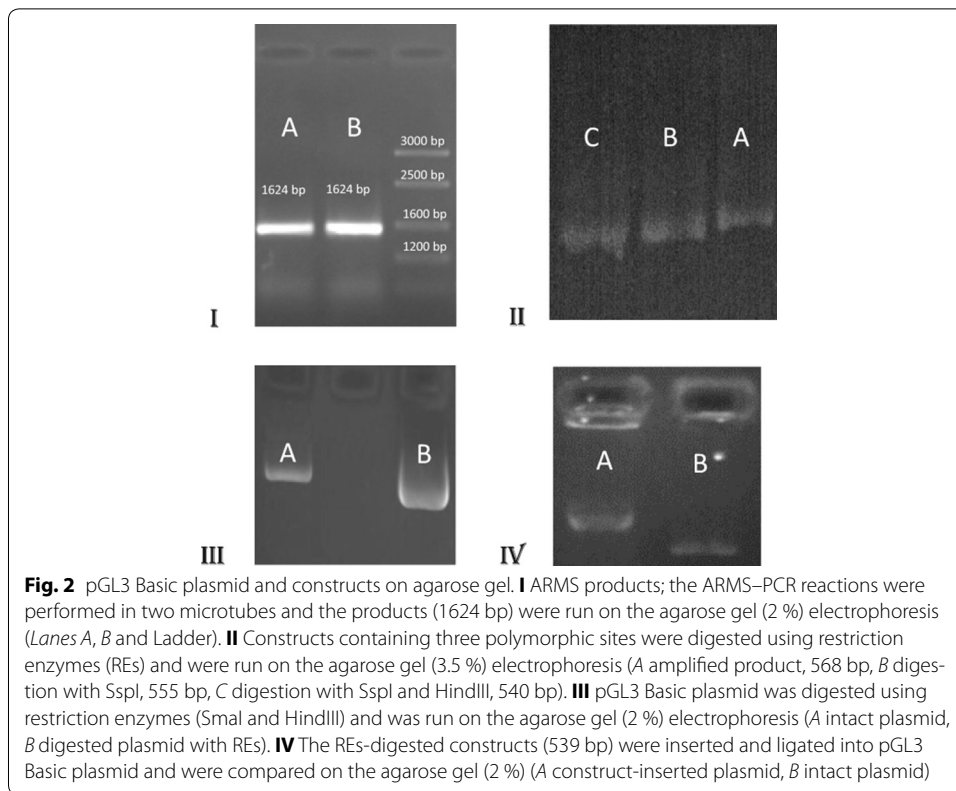 A B
3000 bp
2500 bp
1624 bp 1624 bp
1600 bp
1200 bp
I
C B A
II
A B
III
A B
IV
Fig. 2 pGL3 Basic plasmid and constructs on agarose gel. I ARMS products; the ARMS–PCR reactions were
performed in two microtubes and the products (1624 bp) were run on the agarose gel (2 %) electrophoresis
(Lanes A, B and Ladder). II Constructs containing three polymorphic sites were digested using restriction
enzymes (REs) and were run on the agarose gel (3.5 %) electrophoresis (A amplified product, 568 bp, B diges-
tion with SspI, 555 bp, C digestion with SspI and HindIII, 540 bp). III pGL3 Basic plasmid was digested using
restriction enzymes (SmaI and HindIII) and was run on the agarose gel (2 %) electrophoresis (A intact plasmid,
B digested plasmid with REs). IV The REs-digested constructs (539 bp) were inserted and ligated into pGL3
Basic plasmid and were compared on the agarose gel (2 %) (A construct-inserted plasmid, B intact plasmid)